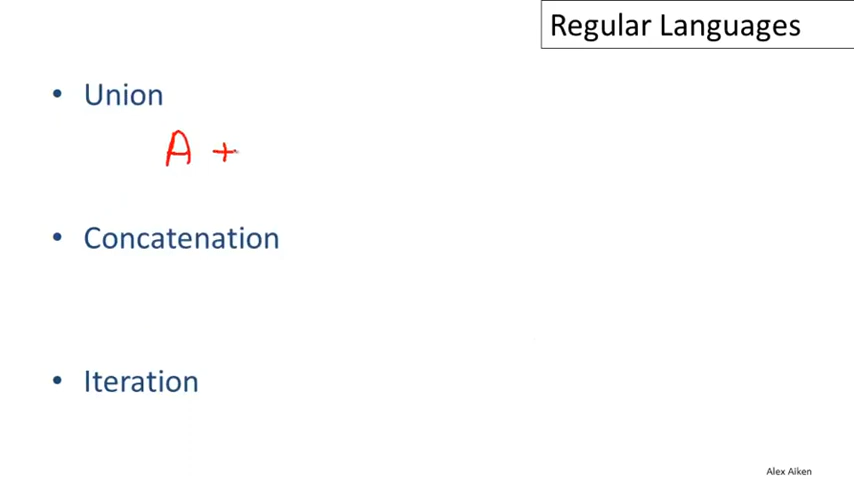 Regular Languages
• Union
A +
• Concatenation
• Iteration
Alex Aiken